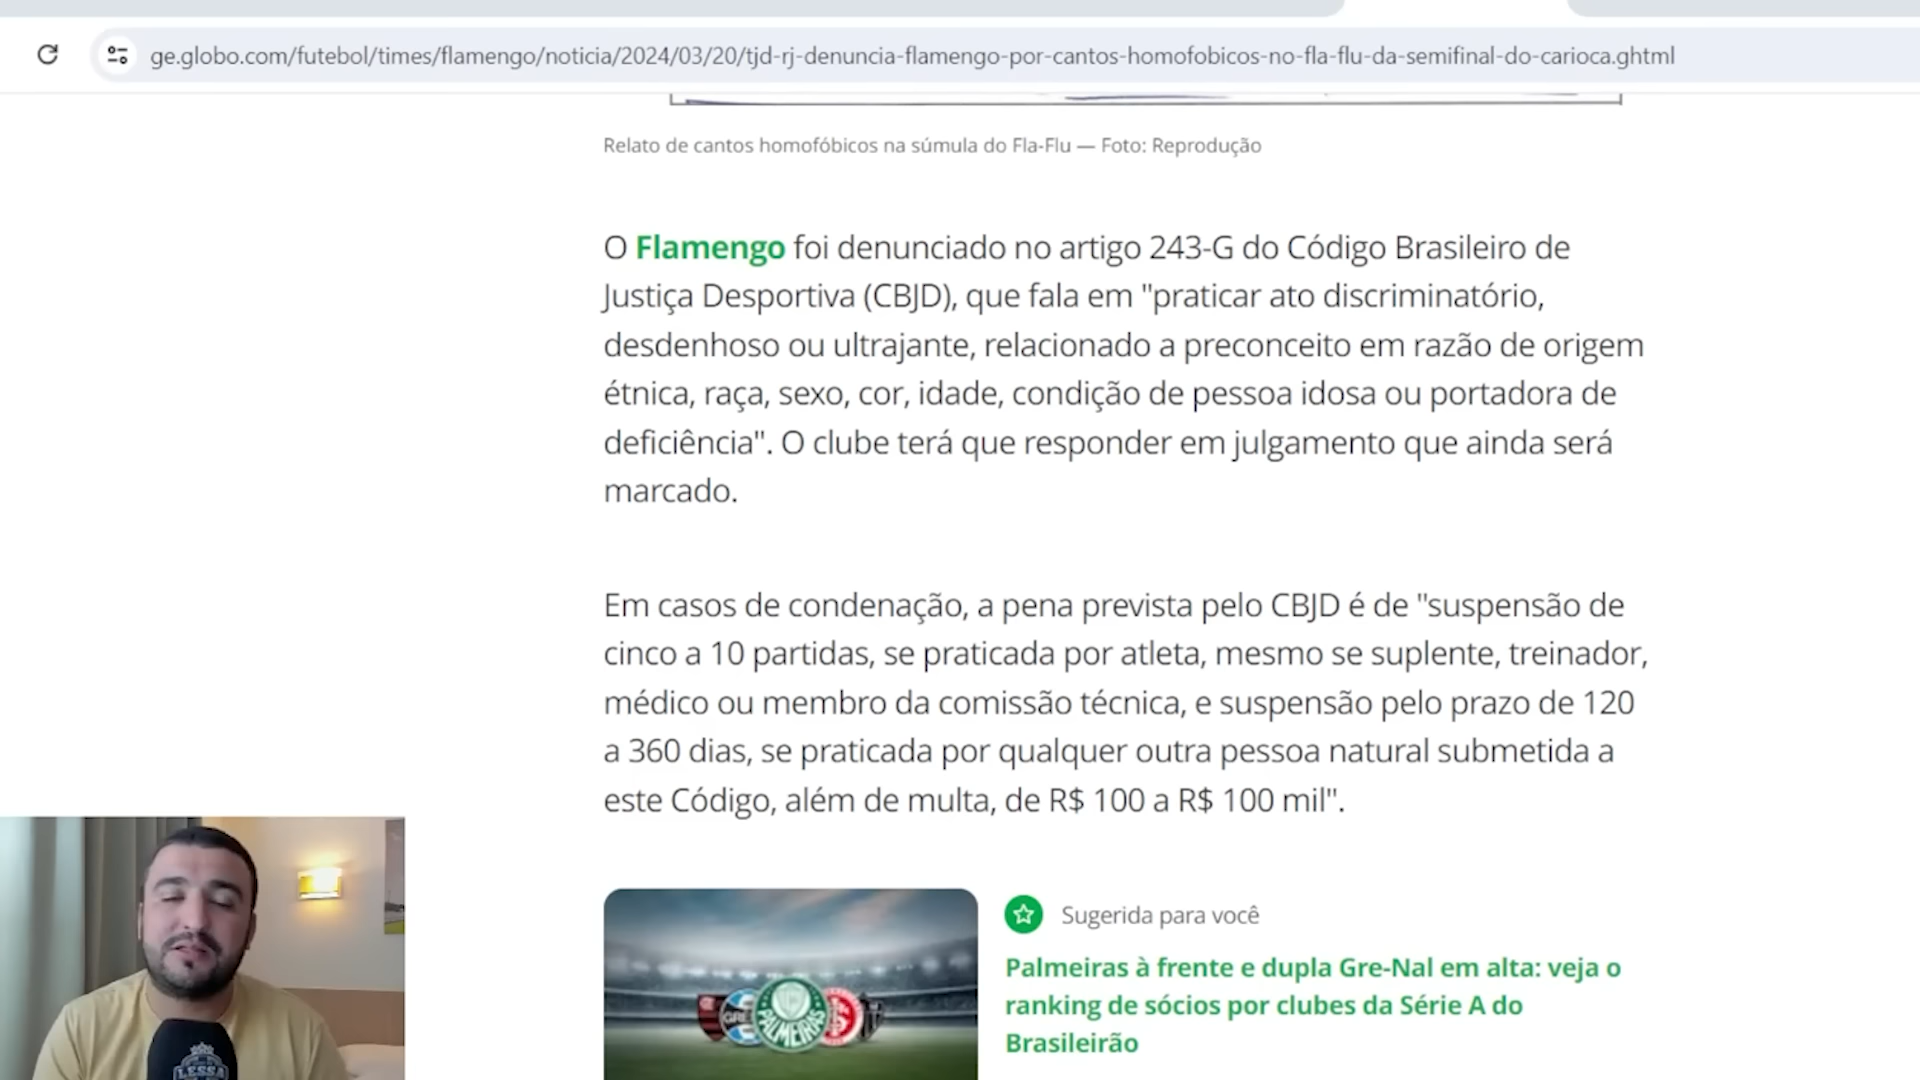 ge.globo.com/futebol/times/flamengo/noticia/2024/03/20/tjd-rj-denuncia-flamengo-por-cantos-homofobicos-no-fla-flu-da-semifinal-do-carioca.ghtml
Relato de cantos homofóbicos na súmula do Fla-Flu — Foto: Reprodução
O Flamengo foi denunciado no artigo 243-G do Código Brasileiro de
Justiça Desportiva (CBJD), que fala em "praticar ato discriminatório,
desdenhoso ou ultrajante, relacionado a preconceito em razão de origem
étnica, raça, sexo, cor, idade, condição de pessoa idosa ou portadora de
deficiência". O clube terá que responder em julgamento que ainda será
marcado.
Em casos de condenação, a pena prevista pelo CBJD é de "suspensão de
cinco a 10 partidas, se praticada por atleta, mesmo se suplente, treinador,
médico ou membro da comissão técnica, e suspensão pelo prazo de 120
a 360 dias, se praticada por qualquer outra pessoa natural submetida a
este Código, além de multa, de R$ 100 a R$ 100 mil".
Sugerida para você
Palmeiras à frente e dupla Gre-Nal em alta: veja o
ranking de sócios por clubes da Série A do
Brasileirão
PALMEIRAS
LESSA